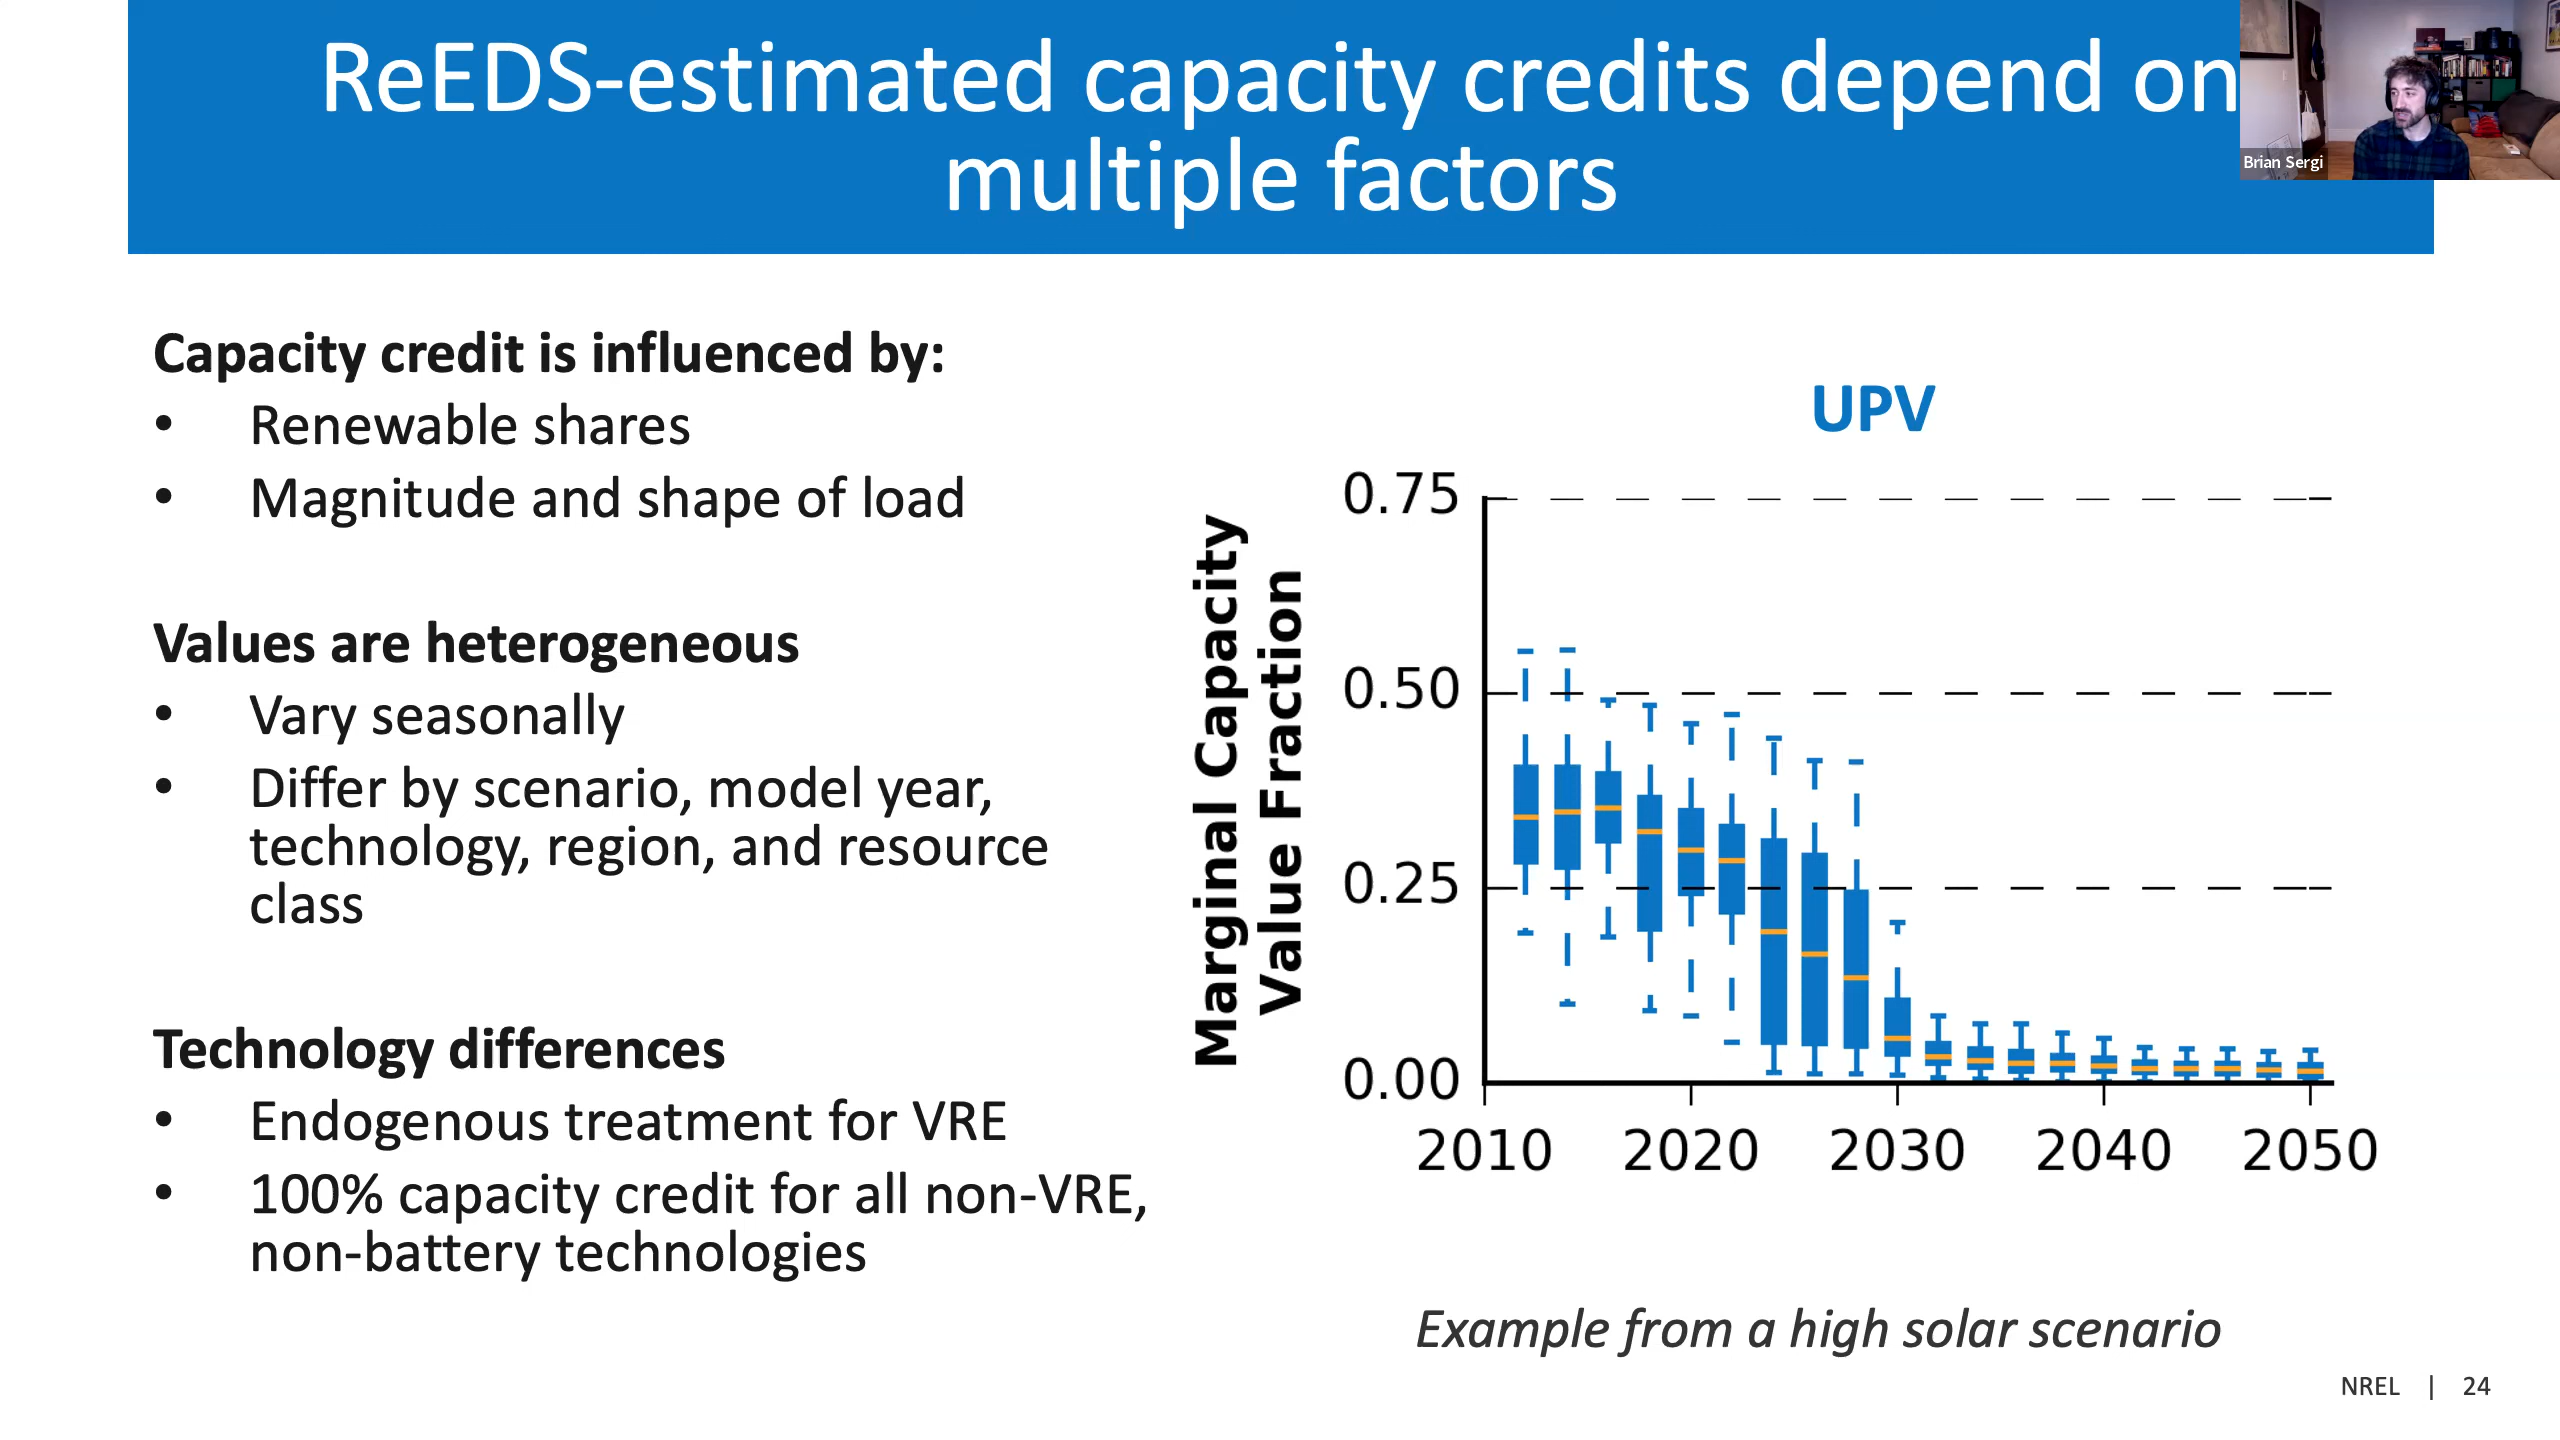 ReEDS-estimated capacity credits depend on
multiple factors
Brian Sergi
Capacity credit is influenced by:
• Renewable shares
• Magnitude and shape of load
Values are heterogeneous
• Vary seasonally
• Differ by scenario, model year,
technology, region, and resource
class
Technology differences
• Endogenous treatment for VRE
• 100% capacity credit for all non-VRE,
non-battery technologies
UPV
Marginal Capacity
Value Fraction
0.75
0.50
0.25
0.00
2010 2020 2030 2040 2050
Example from a high solar scenario
NREL | 24